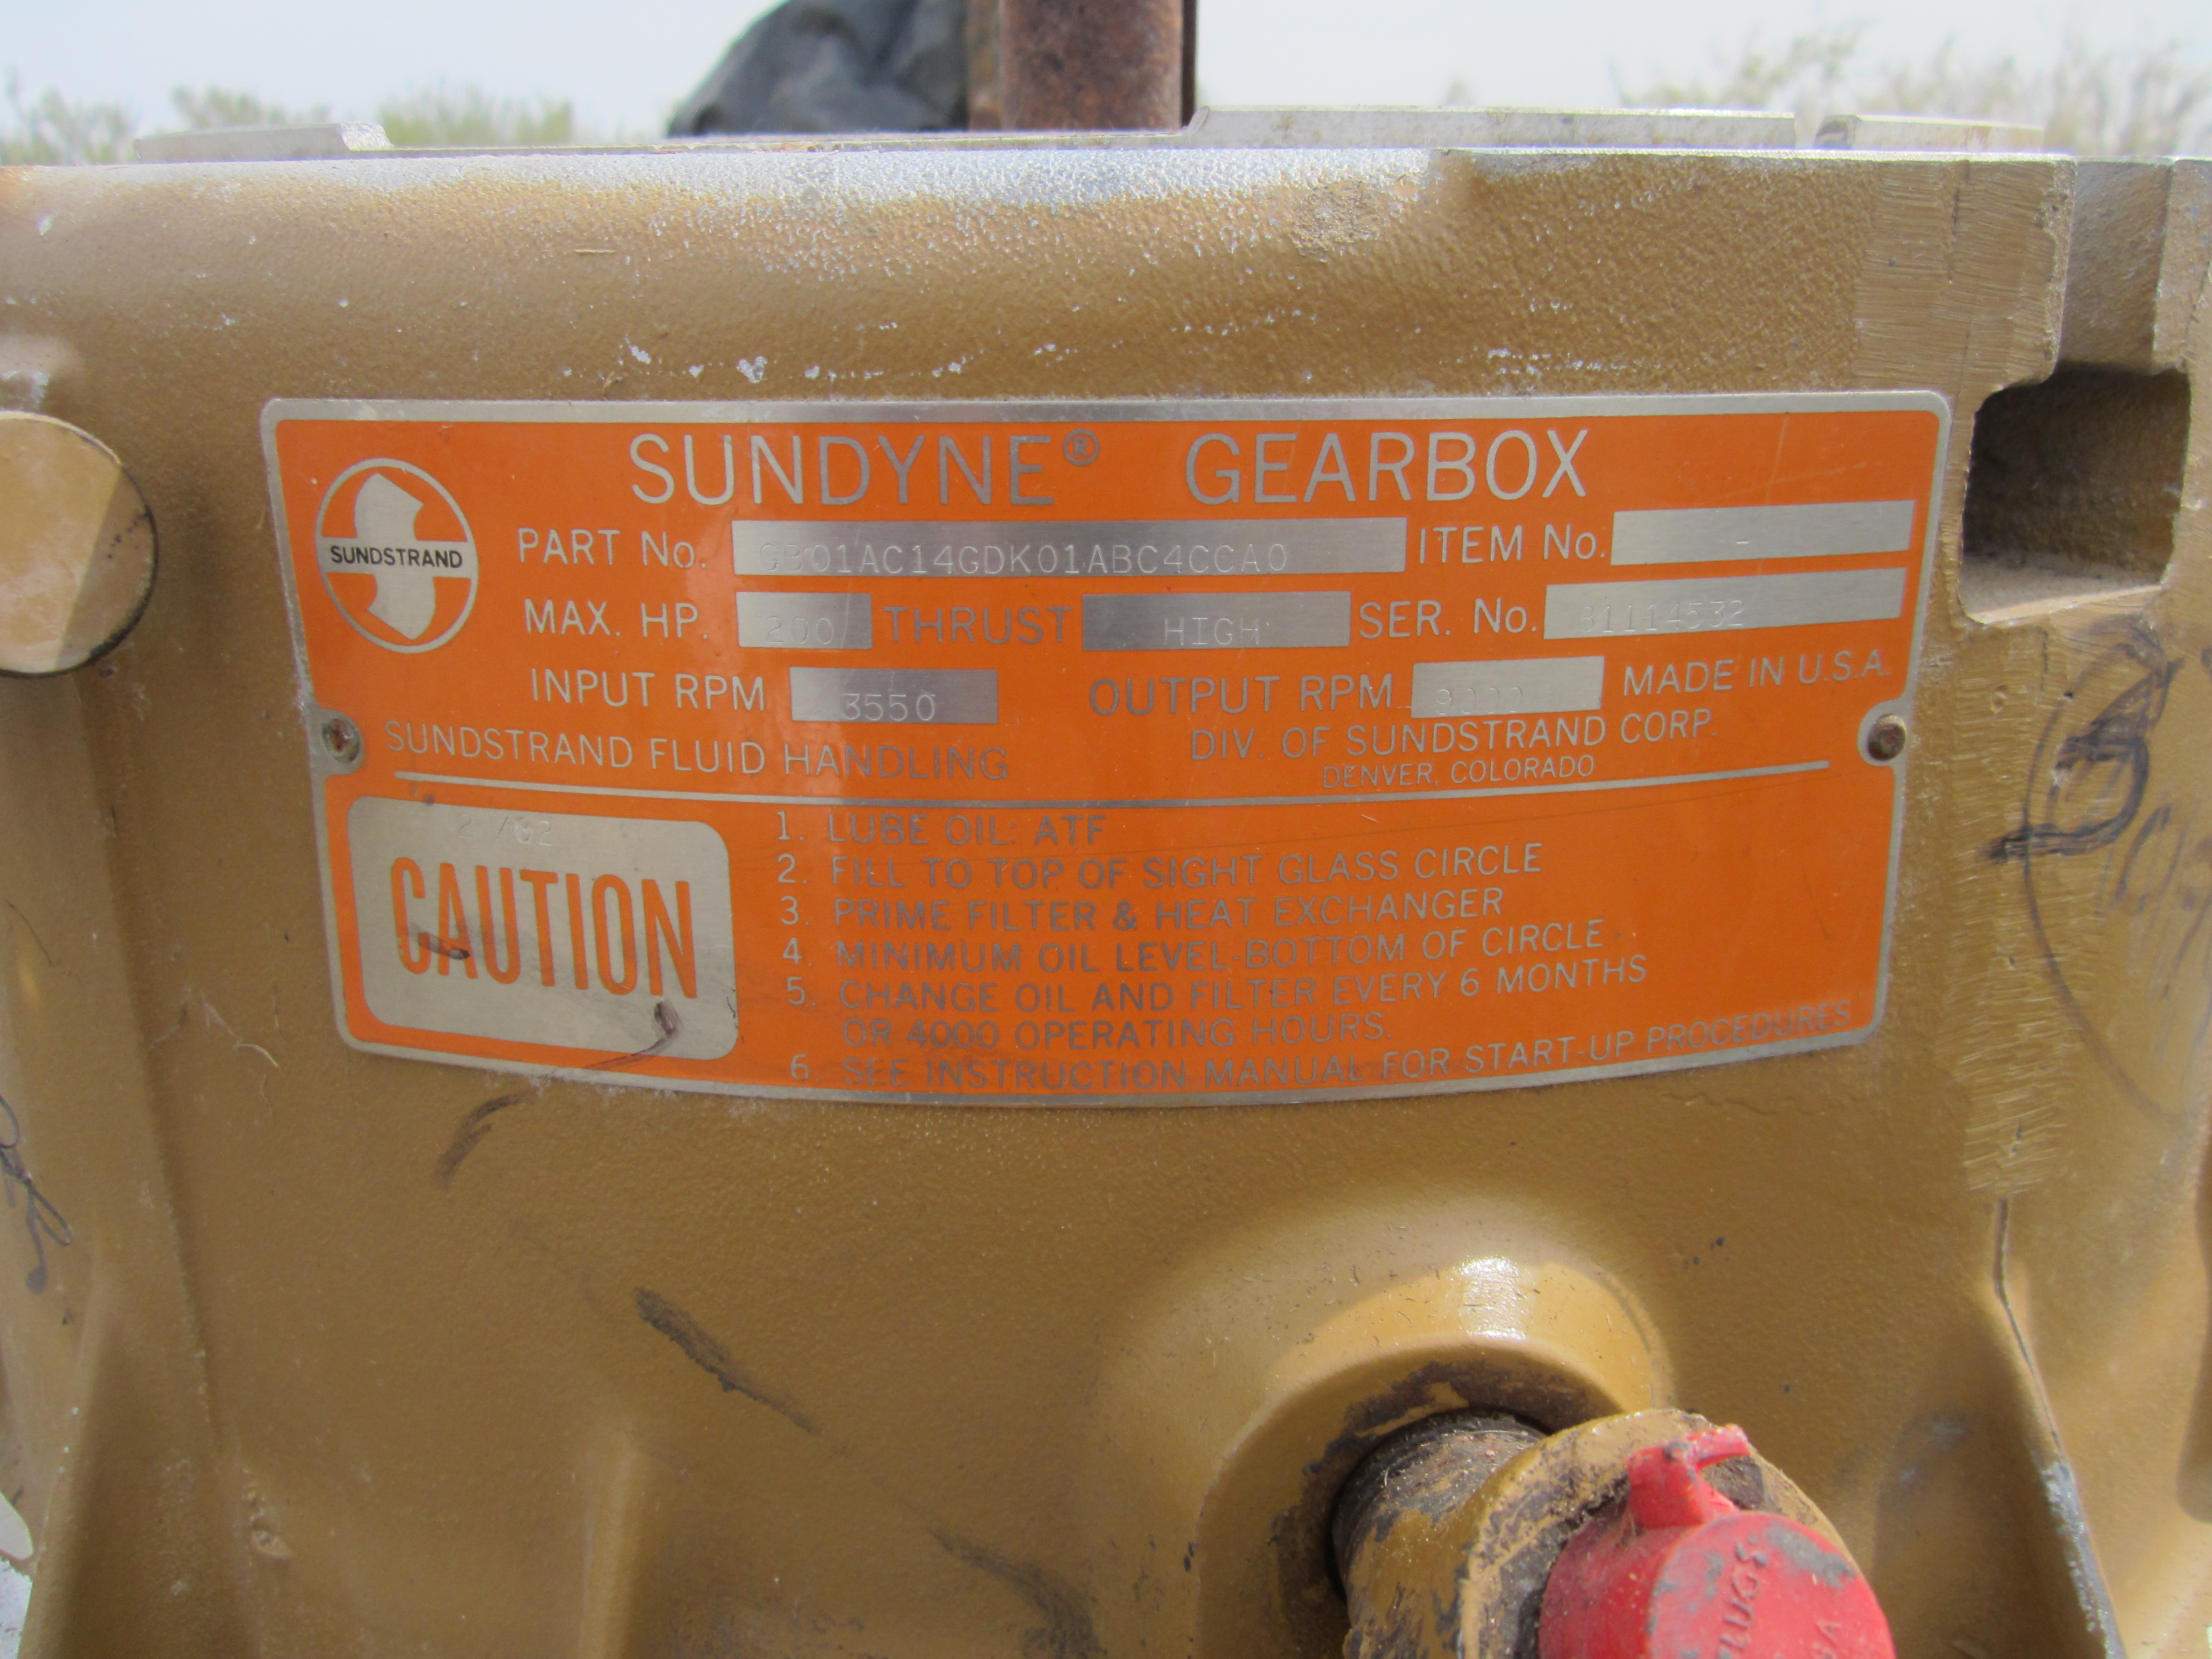 SUNDYNE® GEARBOX
SUNDSTRAND
PART No. GB01AC14GDK01ABC4CCA0 ITEM No. -
MAX. HP. 200 THRUST HIGH SER. No. 31114532
INPUT RPM 3550 OUTPUT RPM 9000 MADE IN U.S.A.
SUNDSTRAND FLUID HANDLING DIV. OF SUNDSTRAND CORP.
DENVER, COLORADO
2/82
CAUTION
1. LUBE OIL: ATF
2. FILL TO TOP OF SIGHT GLASS CIRCLE
3. PRIME FILTER & HEAT EXCHANGER
4. MINIMUM OIL LEVEL-BOTTOM OF CIRCLE
5. CHANGE OIL AND FILTER EVERY 6 MONTHS
OR 4000 OPERATING HOURS.
6. SEE INSTRUCTION MANUAL FOR START-UP PROCEDURES